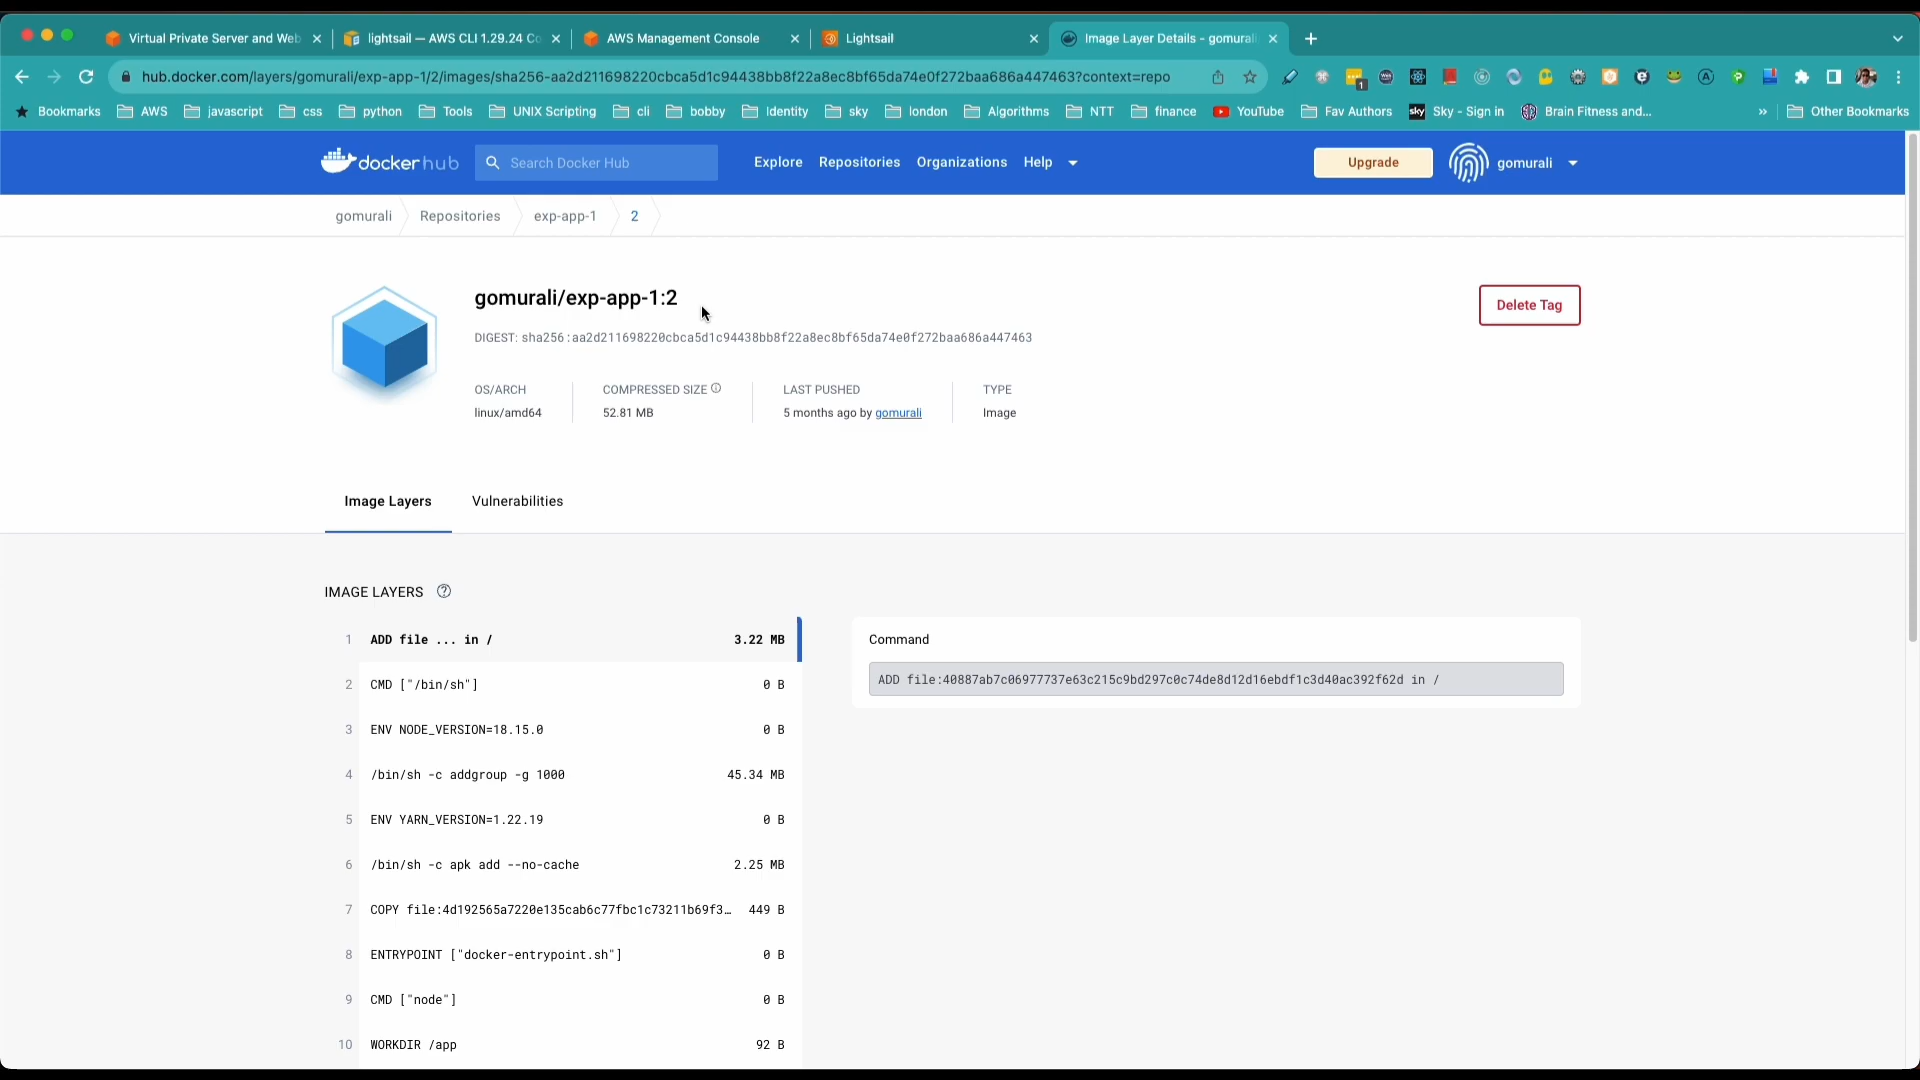 Virtual Private Server and Web
lightsail — AWS CLI 1.29.24 Co
AWS Management Console
Lightsail
Image Layer Details - gomural
hub.docker.com/layers/gomurali/exp-app-1/2/images/sha256-aa2d211698220cbca5d1c94438bb8f22a8ec8bf65da74e0f272baa686a447463?context=repo
1
Bookmarks
AWS
javascript
css
python
Tools
UNIX Scripting
cli
bobby
Identity
sky
london
Algorithms
NTT
finance
YouTube
Fav Authors
sky
Sky - Sign in
Brain Fitness and...
»
Other Bookmarks
dockerhub
Search Docker Hub
Explore
Repositories
Organizations
Help
Upgrade
gomurali
gomurali
Repositories
exp-app-1
2
gomurali/exp-app-1:2
Delete Tag
DIGEST: sha256:aa2d211698220cbca5d1c94438bb8f22a8ec8bf65da74e0f272baa686a447463
OS/ARCH
COMPRESSED SIZE
LAST PUSHED
TYPE
linux/amd64
52.81 MB
5 months ago by gomurali
Image
Image Layers
Vulnerabilities
IMAGE LAYERS
1 ADD file ... in / 3.22 MB
Command
ADD file:40887ab7c06977737e63c215c9bd297c0c74de8d12d16ebdf1c3d40ac392f62d in /
2 CMD ["/bin/sh"] 0 B
3 ENV NODE_VERSION=18.15.0 0 B
4 /bin/sh -c addgroup -g 1000 45.34 MB
5 ENV YARN_VERSION=1.22.19 0 B
6 /bin/sh -c apk add --no-cache 2.25 MB
7 COPY file:4d192565a7220e135cab6c77fbc1c73211b69f3… 449 B
8 ENTRYPOINT ["docker-entrypoint.sh"] 0 B
9 CMD ["node"] 0 B
10 WORKDIR /app 92 B